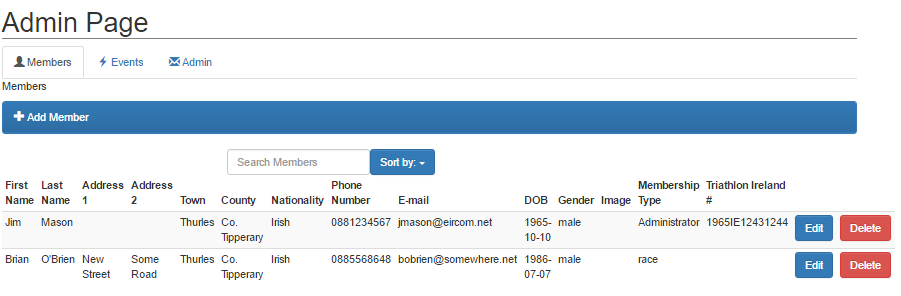 Admin Page
Members Events Admin
Members
Add Member
Search Members Sort by:
First Last Address Address Phone Membership Triathlon Ireland
Name Name 1 2 Town County Nationality Number E-mail DOB Gender Image Type #
Jim Mason Thurles Co. Irish 0881234567 jmason@eircom.net 1965- male Administrator 1965IE12431244 Edit Delete
Tipperary 10-10
Brian O'Brien New Some Thurles Co. Irish 0885568648 bobrien@somewhere.net 1986- male race Edit Delete
Street Road Tipperary 07-07